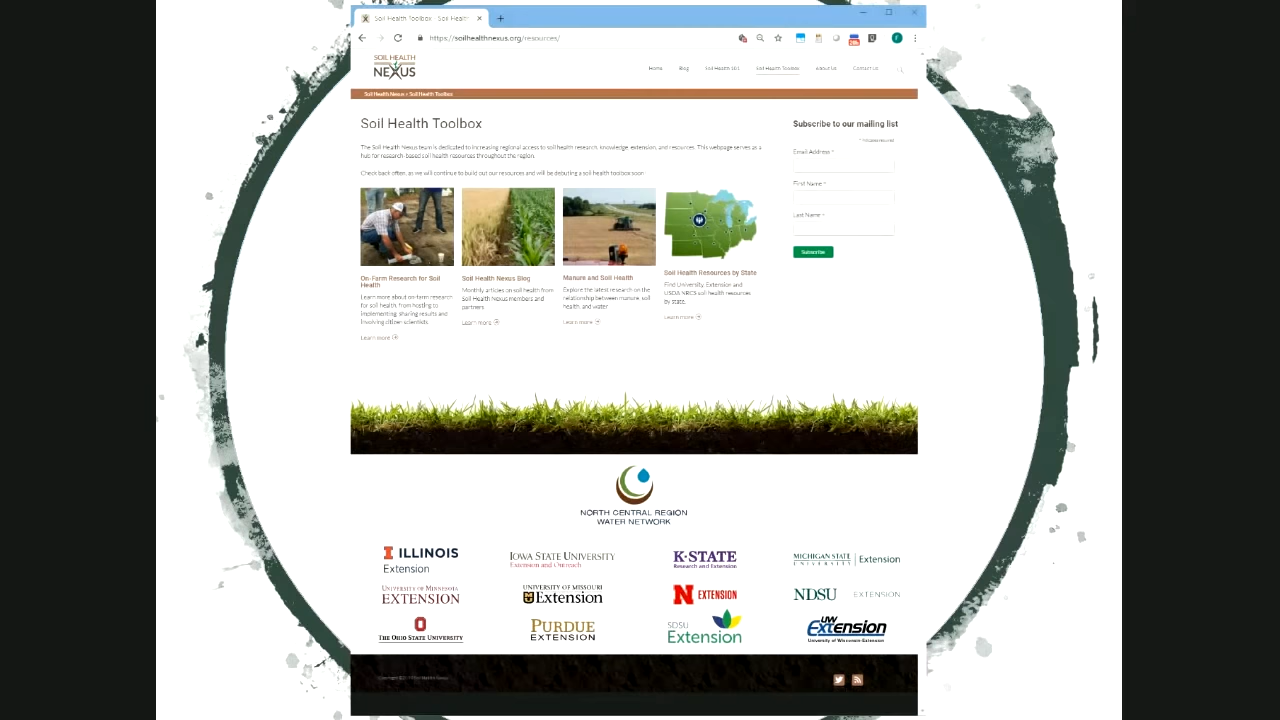 Soil Health Toolbox - Soil Healt
https://soilhealthnexus.org/resources/
SOIL HEALTH
NEXUS
Home Blog Soil Health Toolbox About Us Contact Us
Soil Health Nexus > Soil Health Toolbox
Soil Health Toolbox
The Soil Health Nexus team is dedicated to increasing regional access to soil health research, knowledge, extension, and resources. This webpage serves as a
hub for research-based soil health resources throughout the region.
Check back often, as we will continue to build out our resources and will be debuting a soil health toolbox soon.
On-Farm Research for Soil
Health
Learn more about on-farm research
for soil health, from hosting to
implementing, sharing results and
involving citizen scientists.
Learn more
Soil Health Nexus Blog
Monthly articles on soil health from
Soil Health Nexus members and
partners
Learn more
Manure and Soil Health
Explore the latest research on the
relationship between manure, soil
health, and water
Learn more
Soil Health Resources by State
Find University, Extension and
USDA NRCS soil health resources
by state.
Learn more
Subscribe to our mailing list
* indicates required
Email Address *
First Name *
Last Name *
Subscribe
NORTH CENTRAL REGION
WATER NETWORK
ILLINOIS
Extension
IOWA STATE UNIVERSITY
Extension and Outreach
K-STATE
Research and Extension
MICHIGAN STATE
UNIVERSITY
Extension
UNIVERSITY OF MINNESOTA
EXTENSION
UNIVERSITY OF MISSOURI
Extension
N EXTENSION
NDSU EXTENSION
THE OHIO STATE UNIVERSITY
PURDUE
EXTENSION
SDSU
Extension
UW
Extension
University of Wisconsin-Extension